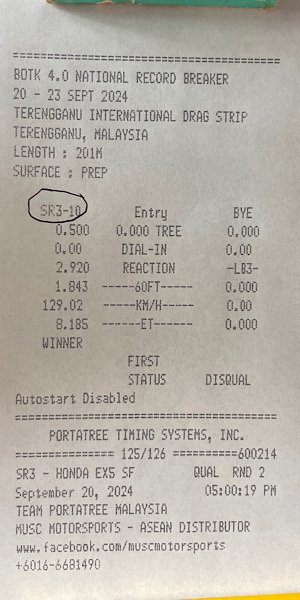 =====================================
BOTK 4.0 NATIONAL RECORD BREAKER
20 - 23 SEPT 2024
TERENGGANU INTERNATIONAL DRAG STRIP
TERENGGANU, MALAYSIA
LENGTH : 201M
SURFACE : PREP
SR3-10 Entry BYE
0.500 0.000 TREE 0.000
0.00 DIAL-IN 0.00
2.920 REACTION -LB3-
1.843 -----60FT----- 0.000
129.02 -----KM/H----- 0.00
8.185 ------ET------ 0.000
WINNER
FIRST
STATUS DISQUAL
Autostart Disabled
=====================================
PORTATREE TIMING SYSTEMS, INC.
============== 125/126 ===========600214
SR3 - HONDA EX5 SF QUAL RND 2
September 20, 2024 05:00:19 PM
TEAM PORTATREE MALAYSIA
MUSC MOTORSPORTS - ASEAN DISTRIBUTOR
www.facebook.com/muscmotorsports
+6016-6681490